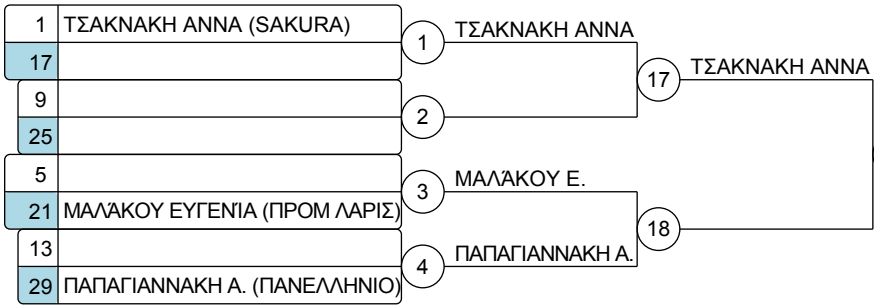 1 ΤΣΑΚΝΑΚΗ ΑΝΝΑ (SAKURA)
17
9
25
5
21 ΜΑΛΆΚΟΥ ΕΥΓΕΝΊΑ (ΠΡΟΜ ΛΑΡΙΣ)
13
29 ΠΑΠΑΓΙΑΝΝΑΚΗ Α. (ΠΑΝΕΛΛΗΝΙΟ)
1 ΤΣΑΚΝΑΚΗ ΑΝΝΑ
2
3 ΜΑΛΆΚΟΥ Ε.
4 ΠΑΠΑΓΙΑΝΝΑΚΗ Α.
17 ΤΣΑΚΝΑΚΗ ΑΝΝΑ
18